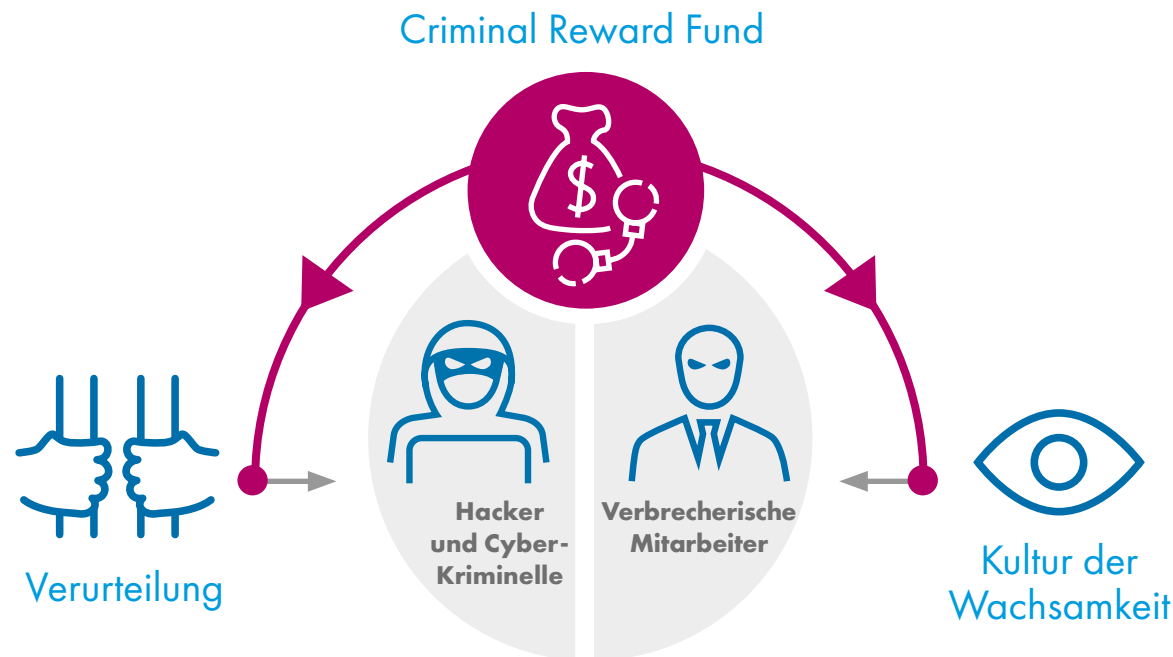 Criminal Reward Fund
$
Hacker
und Cyber-
Kriminelle
Verbrecherische
Mitarbeiter
Verurteilung
Kultur der
Wachsamkeit